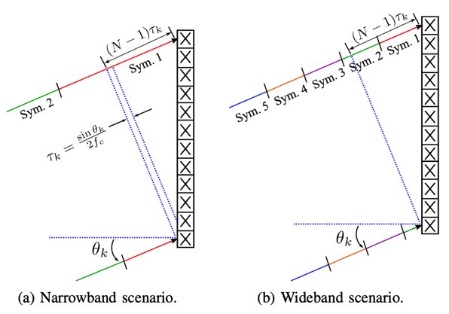 (N − 1)τₖ
Sym. 1
Sym. 2
τₖ = sin θₖ / 2f_c
θₖ
(a) Narrowband scenario.
(N − 1)τₖ
Sym. 1
Sym. 2
Sym. 3
Sym. 4
Sym. 5
θₖ
(b) Wideband scenario.